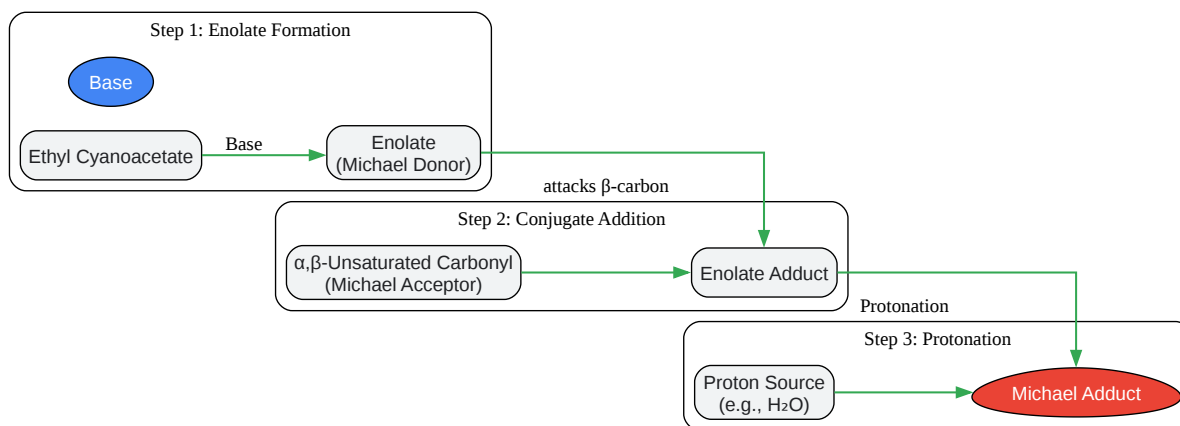 Step 1: Enolate Formation
Base
Ethyl Cyanoacetate
Base
Enolate
(Michael Donor)
attacks β-carbon
Step 2: Conjugate Addition
α,β-Unsaturated Carbonyl
(Michael Acceptor)
Enolate Adduct
Protonation
Step 3: Protonation
Proton Source
(e.g., H₂O)
Michael Adduct